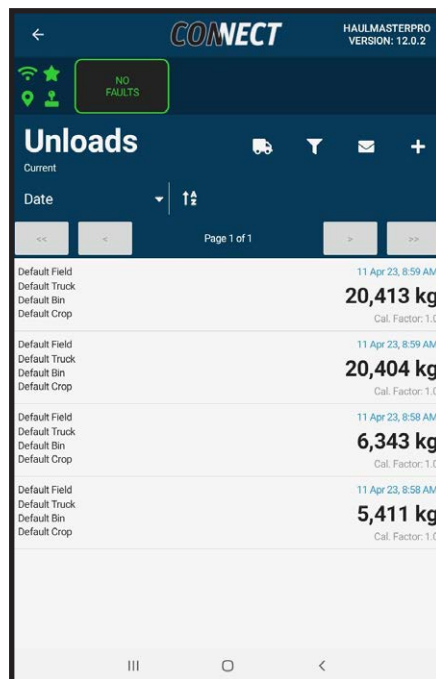 CONNECT
HAULMASTERPRO
VERSION: 12.0.2
NO
FAULTS
Unloads
Current
Date
<< < Page 1 of 1 > >>
Default Field 11 Apr 23, 8:59 AM
Default Truck
Default Bin 20,413 kg
Default Crop Cal. Factor: 1.0
Default Field 11 Apr 23, 8:59 AM
Default Truck
Default Bin 20,404 kg
Default Crop Cal. Factor: 1.0
Default Field 11 Apr 23, 8:58 AM
Default Truck
Default Bin 6,343 kg
Default Crop Cal. Factor: 1.0
Default Field 11 Apr 23, 8:58 AM
Default Truck
Default Bin 5,411 kg
Default Crop Cal. Factor: 1.0